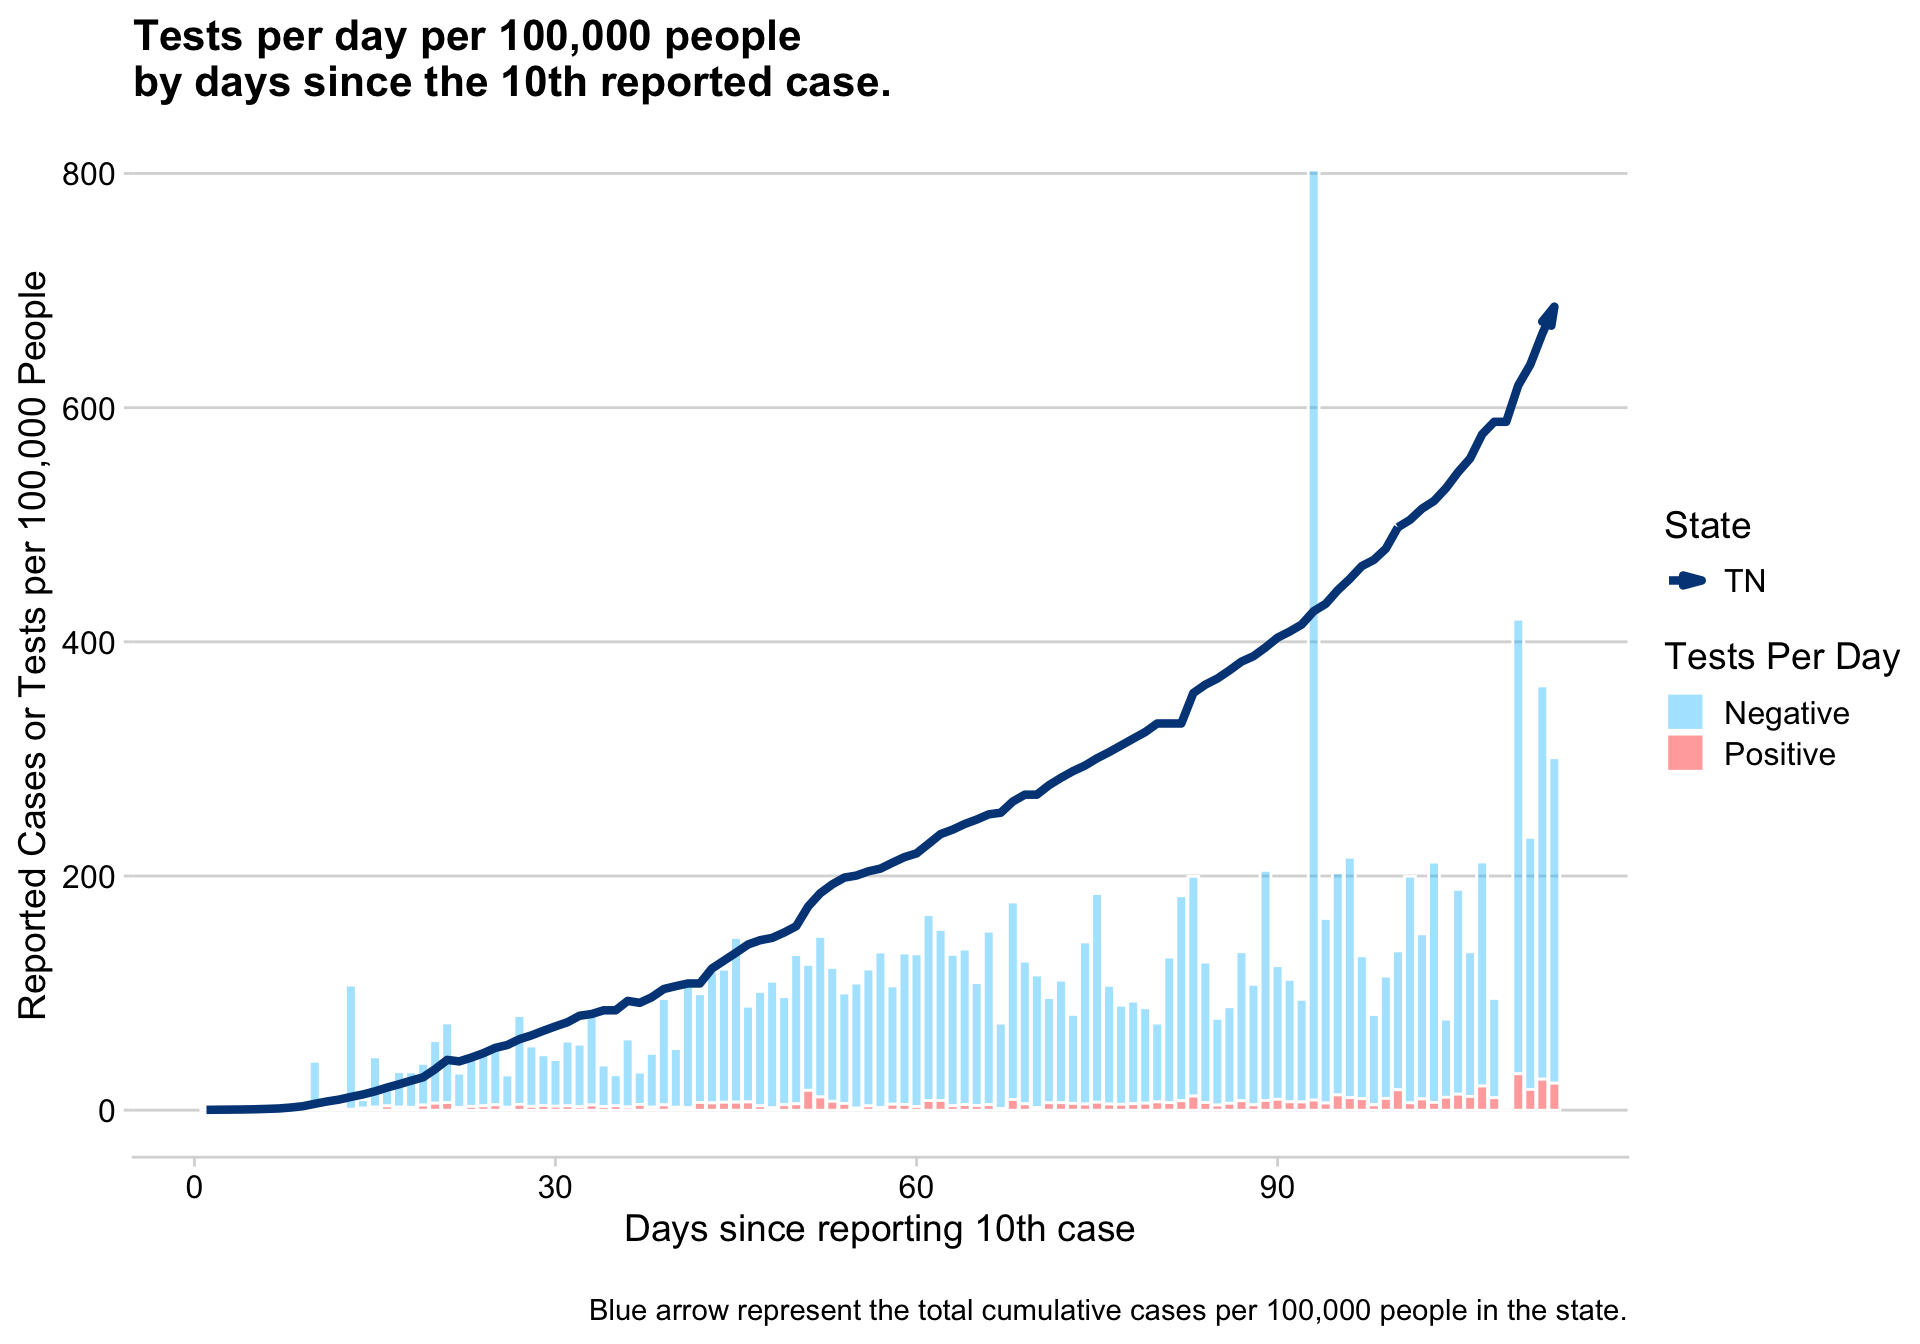 Tests per day per 100,000 people
by days since the 10th reported case.
Reported Cases or Tests per 100,000 People
800
600
400
200
0
0 30 60 90
Days since reporting 10th case
State
TN
Tests Per Day
Negative
Positive
Blue arrow represent the total cumulative cases per 100,000 people in the state.